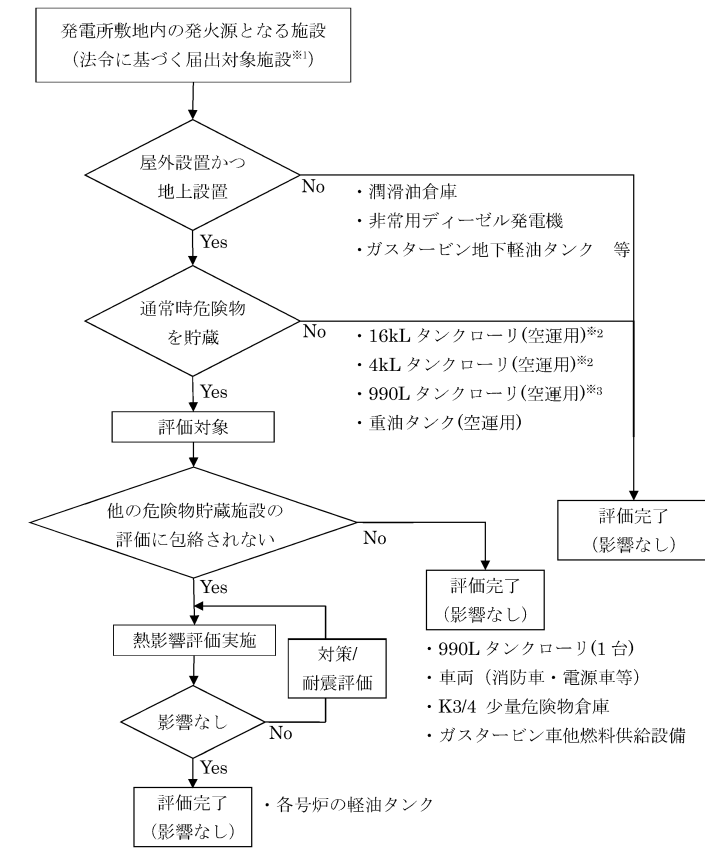 発電所敷地内の発火源となる施設
（法令に基づく届出対象施設※1）
屋外設置かつ
地上設置
No
・潤滑油倉庫
・非常用ディーゼル発電機
・ガスタービン地下軽油タンク 等
Yes
通常時危険物
を貯蔵
No
・16kL タンクローリ(空運用)※2
・4kL タンクローリ(空運用)※2
・990L タンクローリ(空運用)※3
・重油タンク(空運用)
Yes
評価対象
他の危険物貯蔵施設の
評価に包絡されない
No
評価完了
（影響なし）
Yes
評価完了
（影響なし）
・990L タンクローリ(1 台)
・車両（消防車・電源車等）
・K3/4 少量危険物倉庫
・ガスタービン車他燃料供給設備
熱影響評価実施
対策/
耐震評価
影響なし
No
Yes
評価完了
（影響なし）
・各号炉の軽油タンク